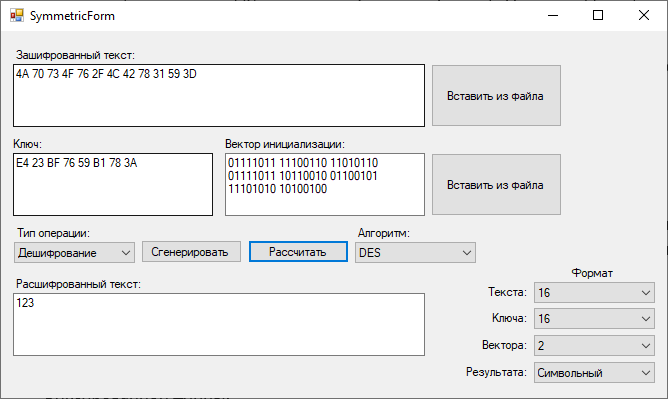 SymmetricForm
Зашифрованный текст:
4A 70 73 4F 76 2F 4C 42 78 31 59 3D
Вставить из файла
Ключ:
E4 23 BF 76 59 B1 78 3A
Вектор инициализации:
01111011 11100110 11010110
01111011 10110010 01100101
11101010 10100100
Вставить из файла
Тип операции:
Дешифрование
Сгенерировать
Рассчитать
Алгоритм:
DES
Расшифрованный текст:
123
Формат
Текста: 16
Ключа: 16
Вектора: 2
Результата: Символьный